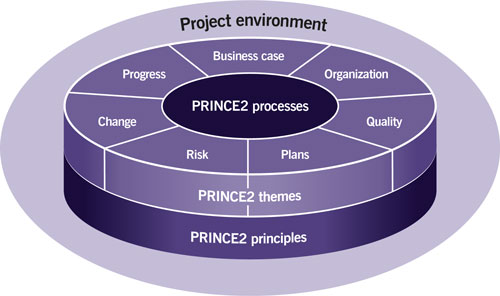 Project environment
Business case
Progress
Organization
PRINCE2 processes
Change
Quality
Risk
Plans
PRINCE2 themes
PRINCE2 principles